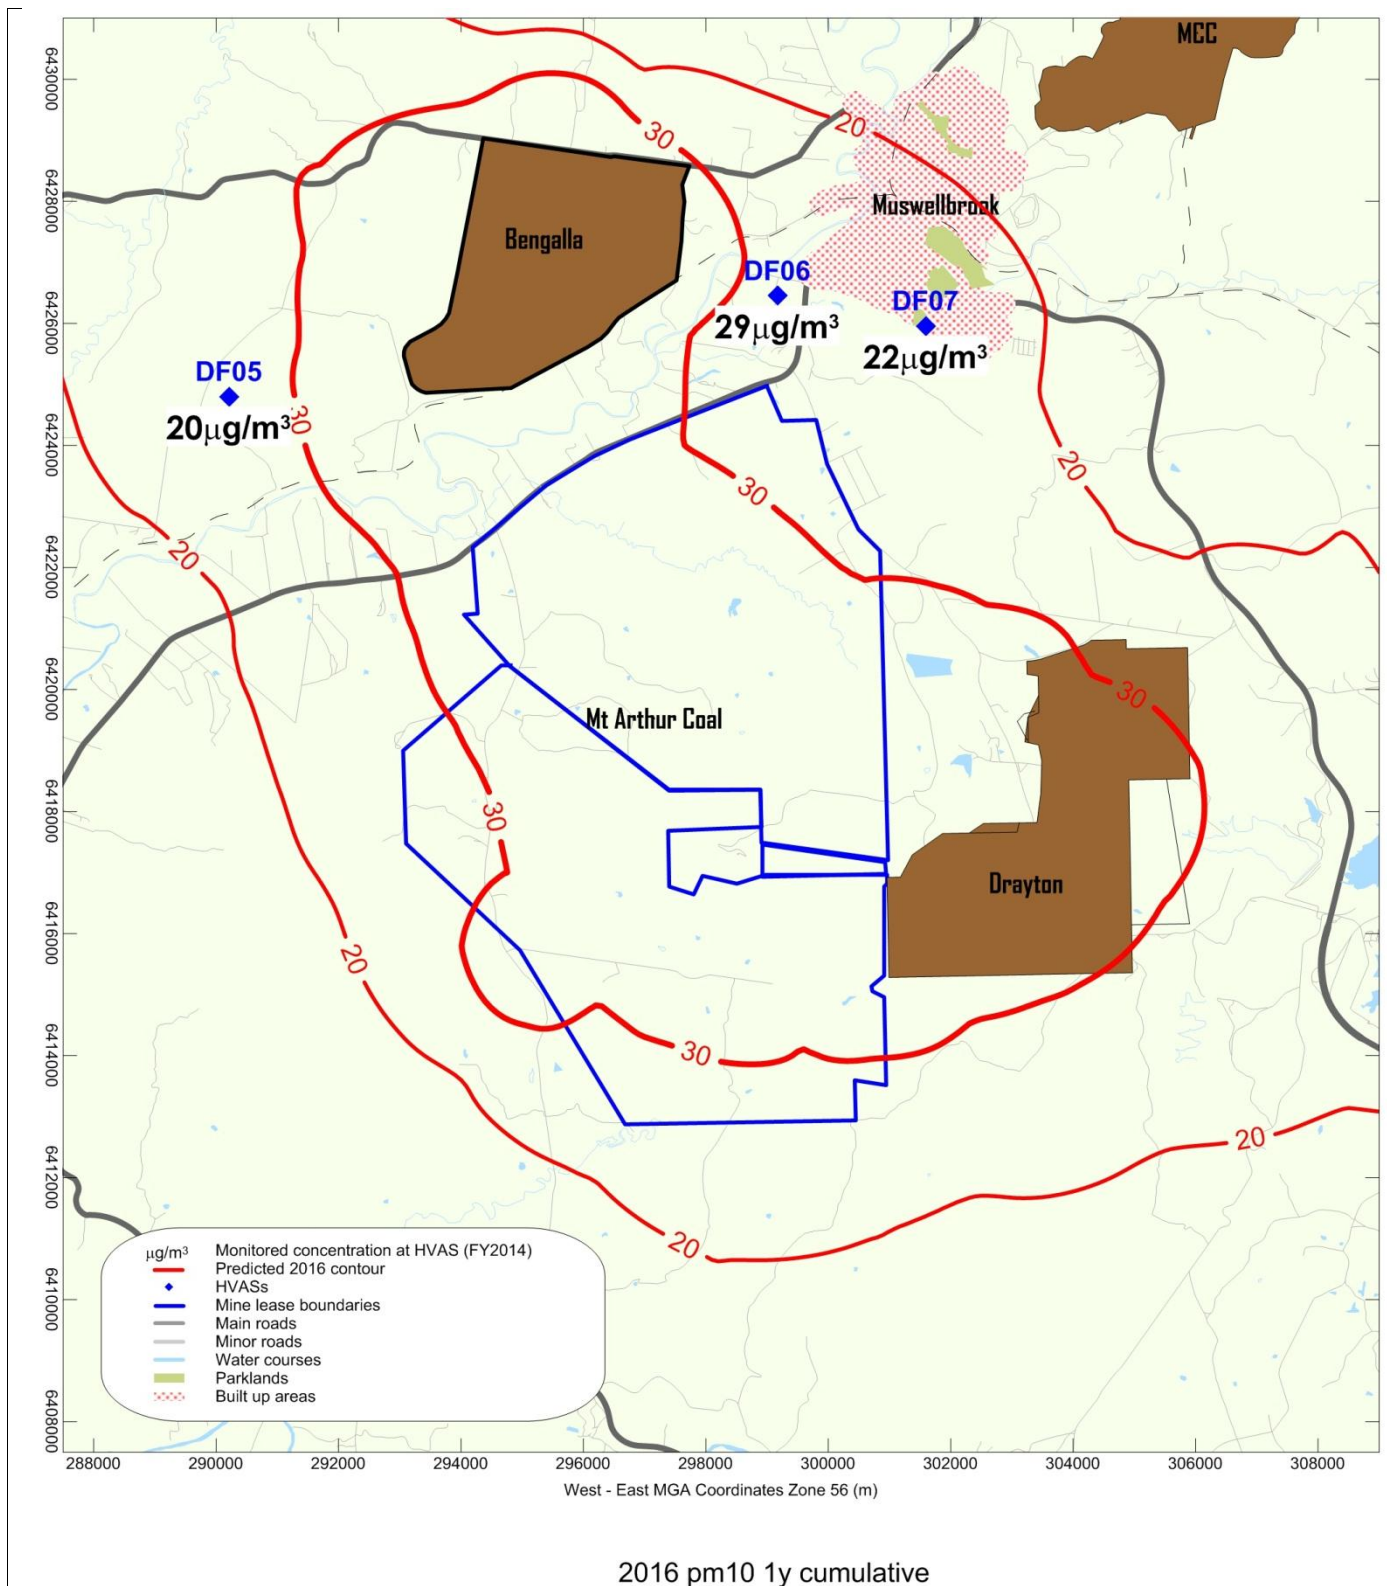 MCC
30
20
Muswellbrook
Bengalla
DF06
29µg/m³
DF07
22µg/m³
DF05
20µg/m³
30
20
30
20
30
Mt Arthur Coal
30
Drayton
20
30
20
20
µg/m³ Monitored concentration at HVAS (FY2014)
Predicted 2016 contour
HVASs
Mine lease boundaries
Main roads
Minor roads
Water courses
Parklands
Built up areas
6430000
6428000
6426000
6424000
6422000
6420000
6418000
6416000
6414000
6412000
6410000
6408000
288000 290000 292000 294000 296000 298000 300000 302000 304000 306000 308000
West - East MGA Coordinates Zone 56 (m)
2016 pm10 1y cumulative